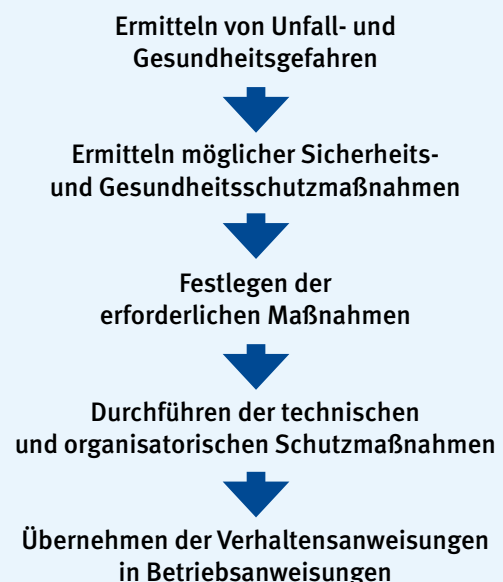 Ermitteln von Unfall- und
Gesundheitsgefahren
Ermitteln möglicher Sicherheits-
und Gesundheitsschutzmaßnahmen
Festlegen der
erforderlichen Maßnahmen
Durchführen der technischen
und organisatorischen Schutzmaßnahmen
Übernehmen der Verhaltensanweisungen
in Betriebsanweisungen